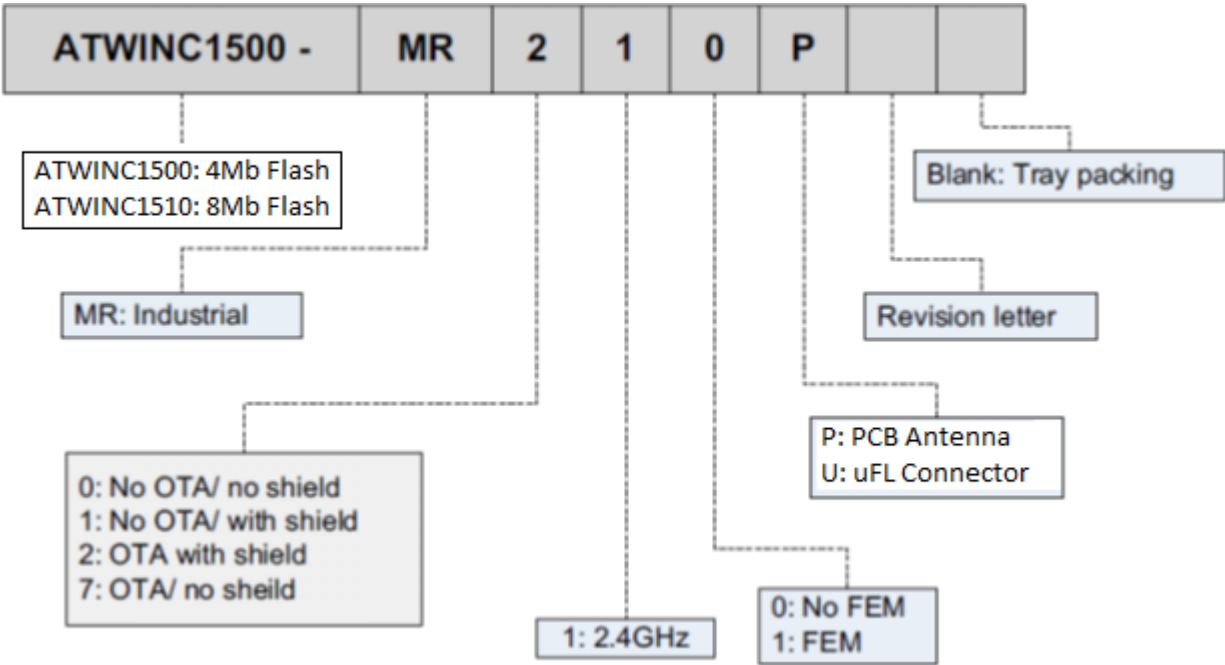 ATWINC1500 - MR 2 1 0 P
ATWINC1500: 4Mb Flash
ATWINC1510: 8Mb Flash
Blank: Tray packing
MR: Industrial
Revision letter
P: PCB Antenna
U: uFL Connector
0: No OTA/ no shield
1: No OTA/ with shield
2: OTA with shield
7: OTA/ no sheild
1: 2.4GHz
0: No FEM
1: FEM